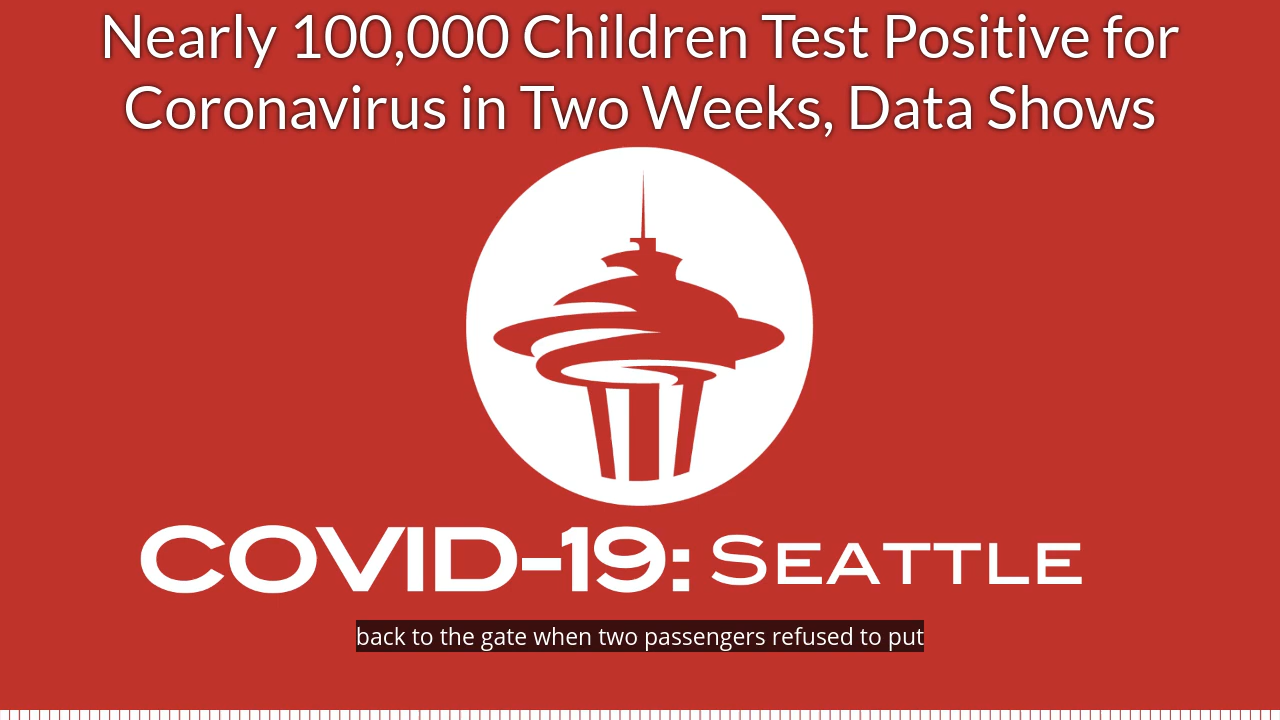 Nearly 100,000 Children Test Positive for
Coronavirus in Two Weeks, Data Shows
COVID-19: SEATTLE
back to the gate when two passengers refused to put